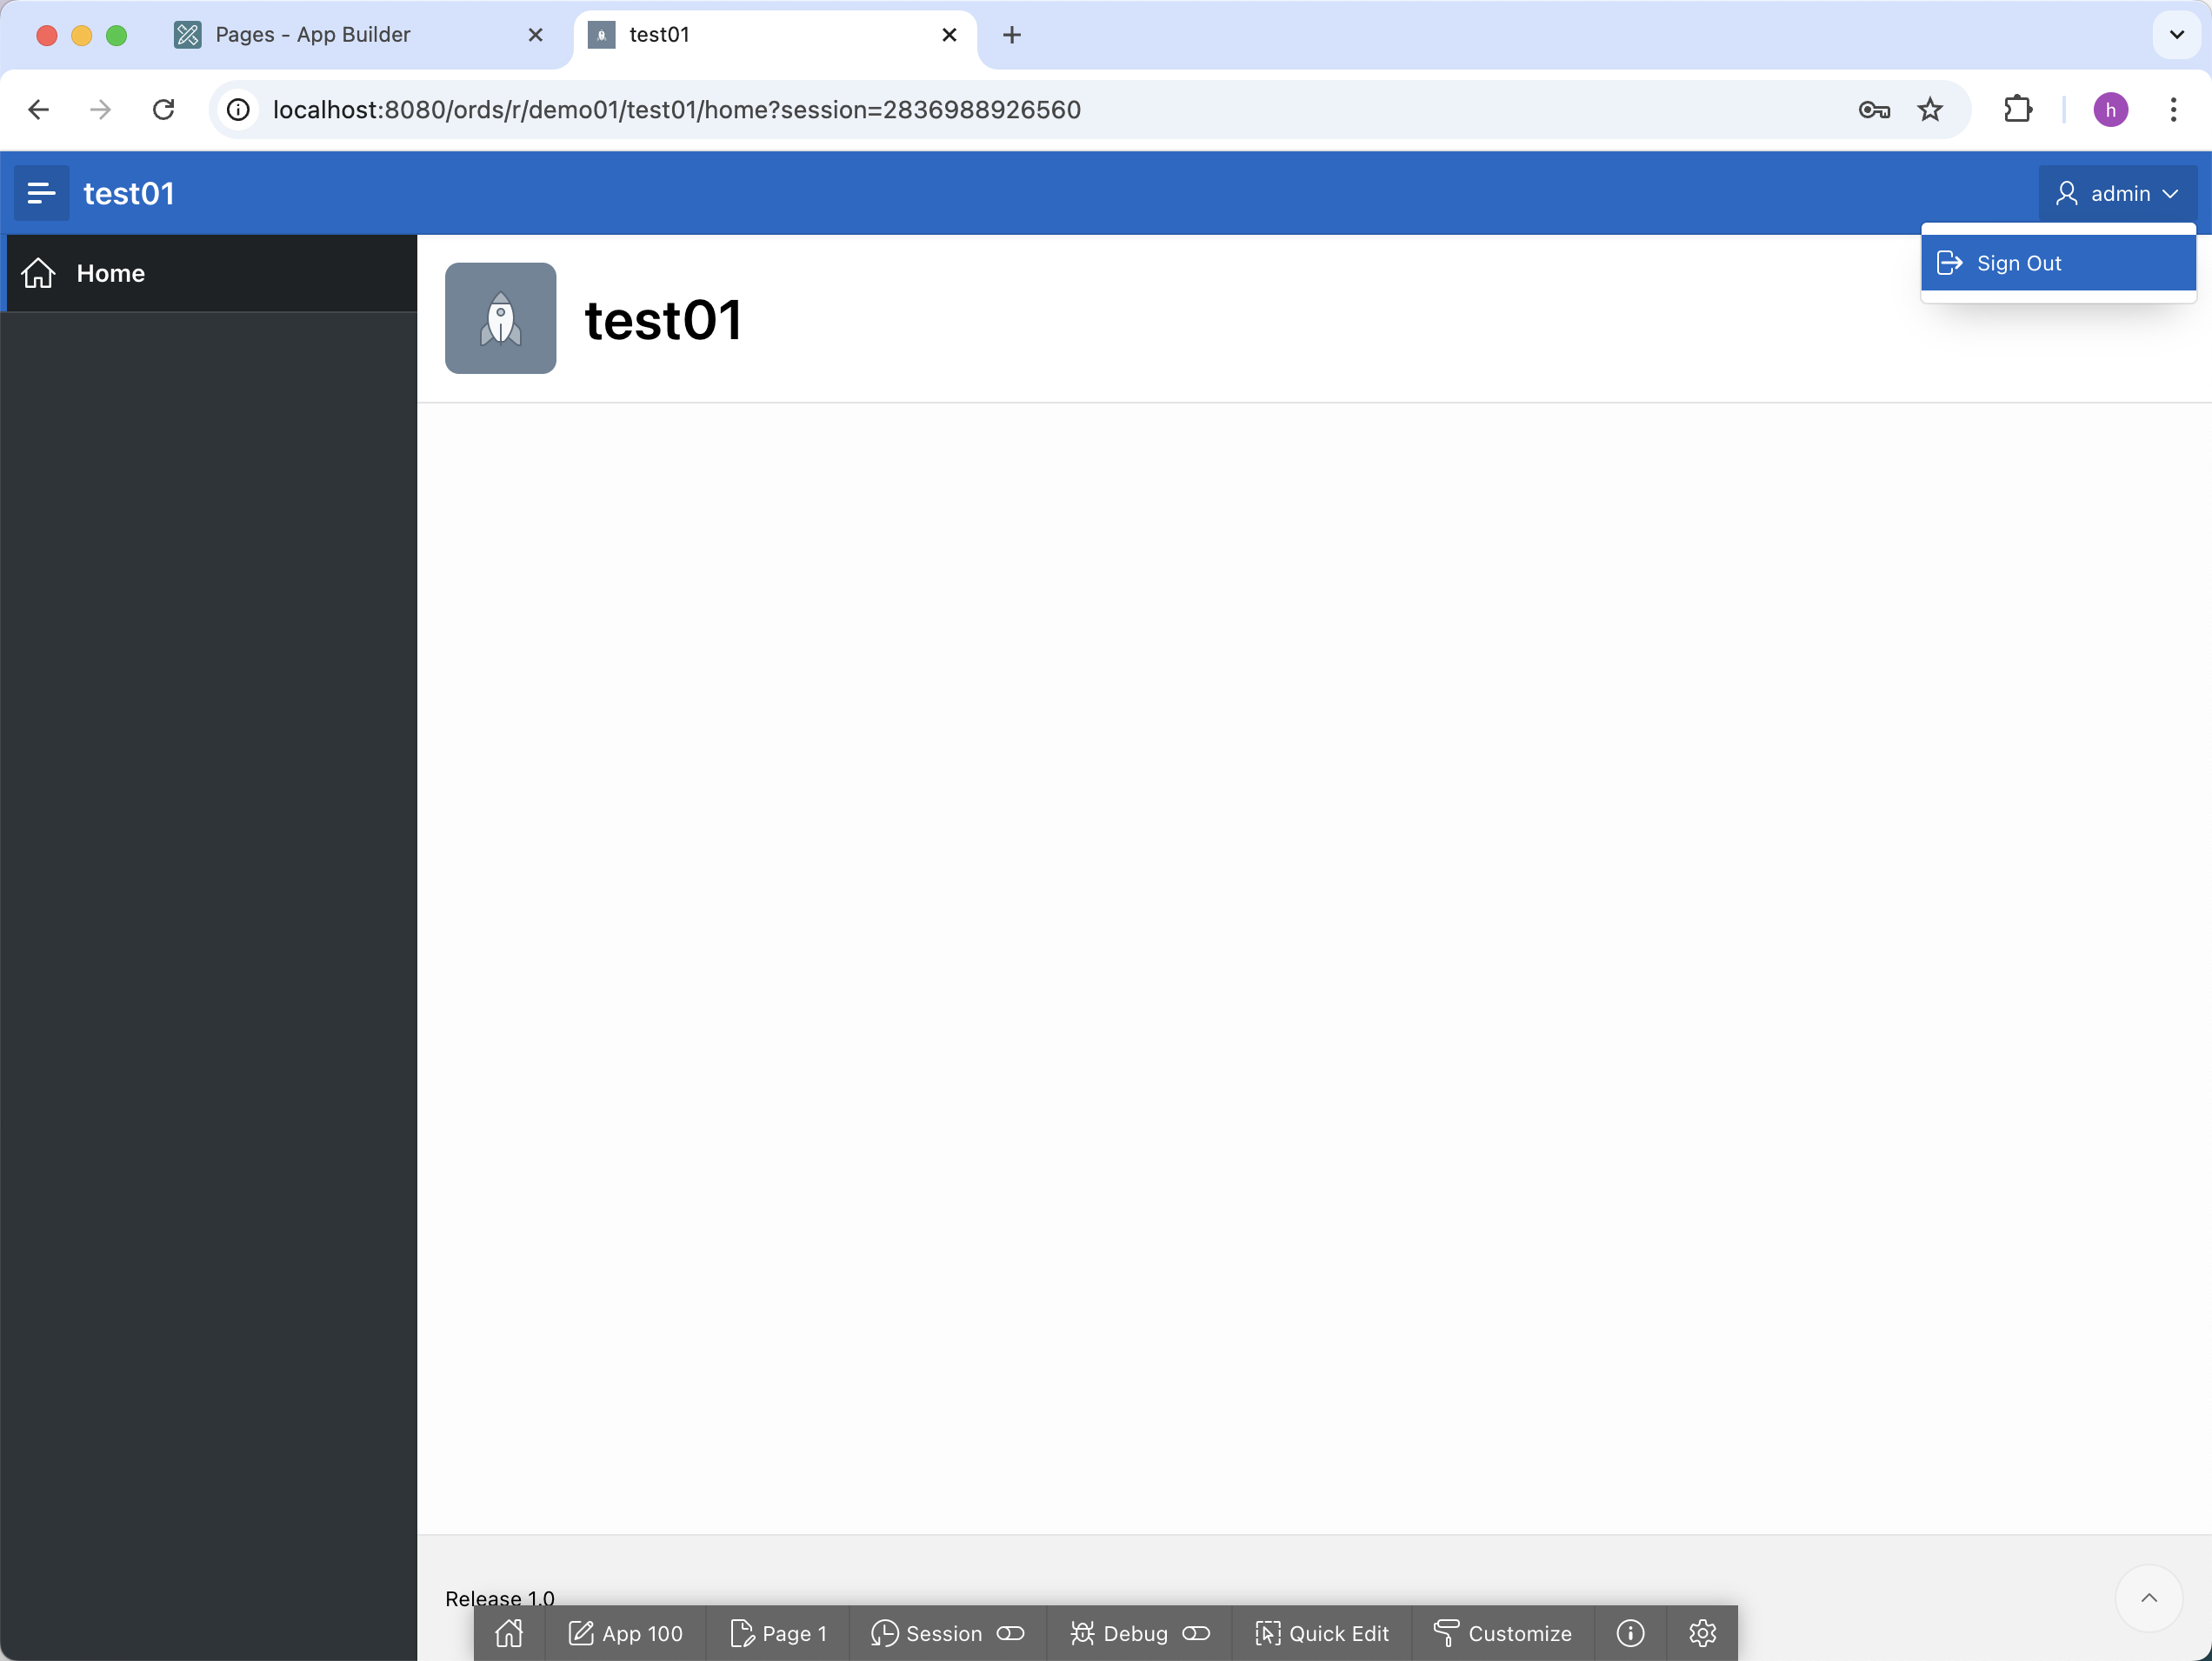 Pages - App Builder
test01
localhost:8080/ords/r/demo01/test01/home?session=2836988926560
h
test01
admin
Sign Out
Home
test01
Release 1.0
App 100
Page 1
Session
Debug
Quick Edit
Customize